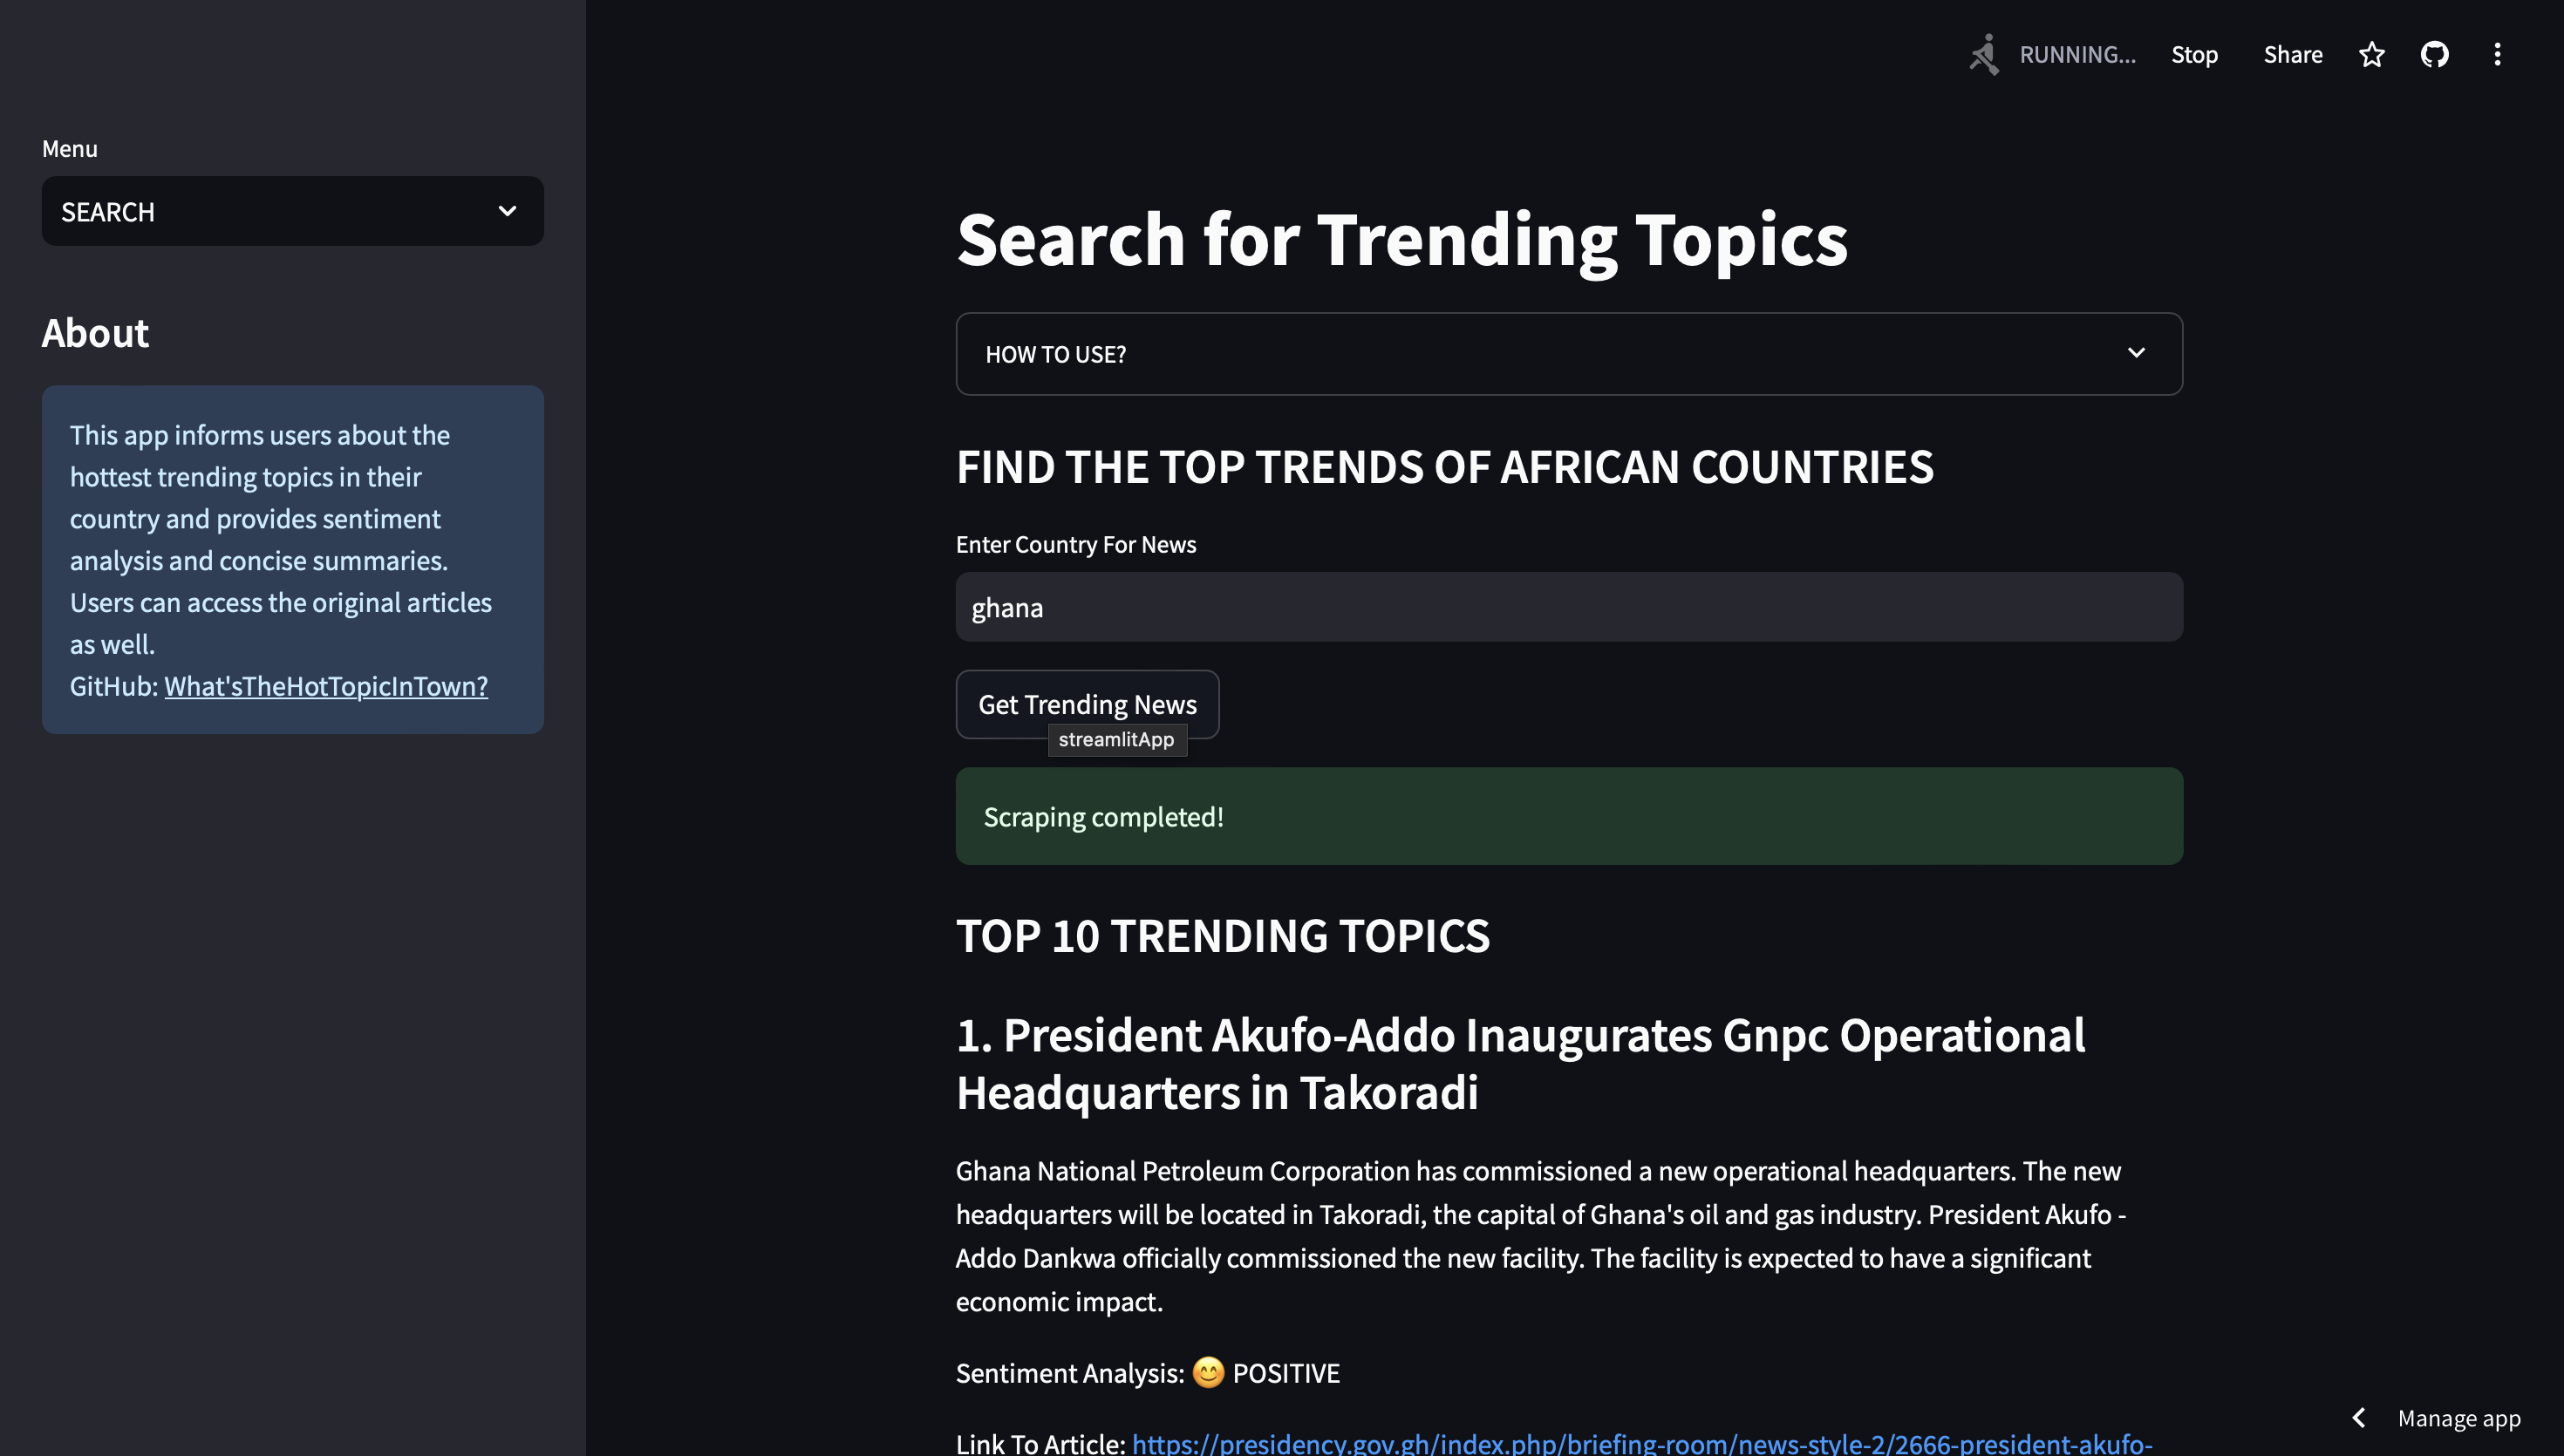 RUNNING...
Stop
Share
Menu
SEARCH
About
This app informs users about the
hottest trending topics in their
country and provides sentiment
analysis and concise summaries.
Users can access the original articles
as well.
GitHub: What'sTheHotTopicInTown?
Search for Trending Topics
HOW TO USE?
FIND THE TOP TRENDS OF AFRICAN COUNTRIES
Enter Country For News
ghana
Get Trending News
streamlitApp
Scraping completed!
TOP 10 TRENDING TOPICS
1. President Akufo-Addo Inaugurates Gnpc Operational
Headquarters in Takoradi
Ghana National Petroleum Corporation has commissioned a new operational headquarters. The new
headquarters will be located in Takoradi, the capital of Ghana's oil and gas industry. President Akufo -
Addo Dankwa officially commissioned the new facility. The facility is expected to have a significant
economic impact.
Sentiment Analysis: 😊 POSITIVE
Link To Article: https://presidency.gov.gh/index.php/briefing-room/news-style-2/2666-president-akufo-
Manage app